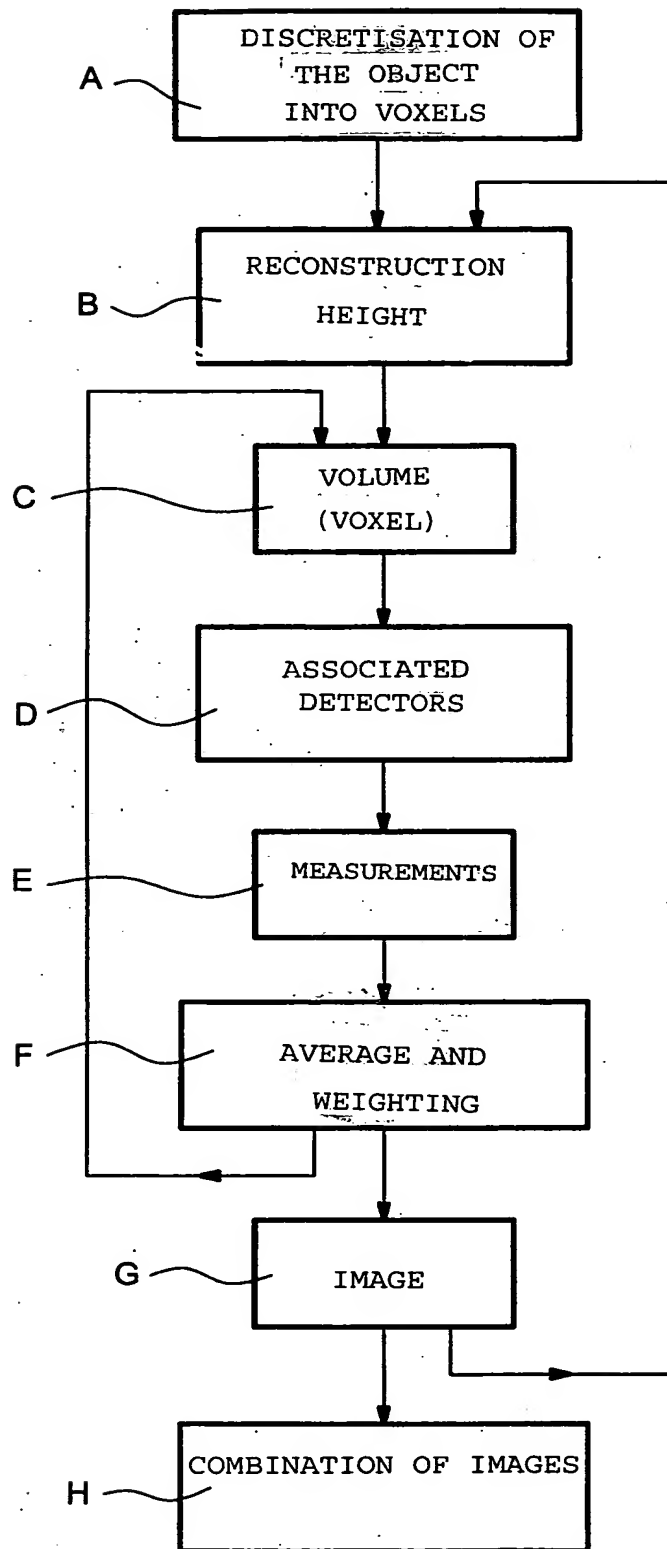 DISCRETISATION OF
THE OBJECT
INTO VOXELS
A
RECONSTRUCTION
HEIGHT
B
VOLUME
(VOXEL)
C
ASSOCIATED
DETECTORS
D
MEASUREMENTS
E
AVERAGE AND
WEIGHTING
F
IMAGE
G
COMBINATION OF IMAGES
H